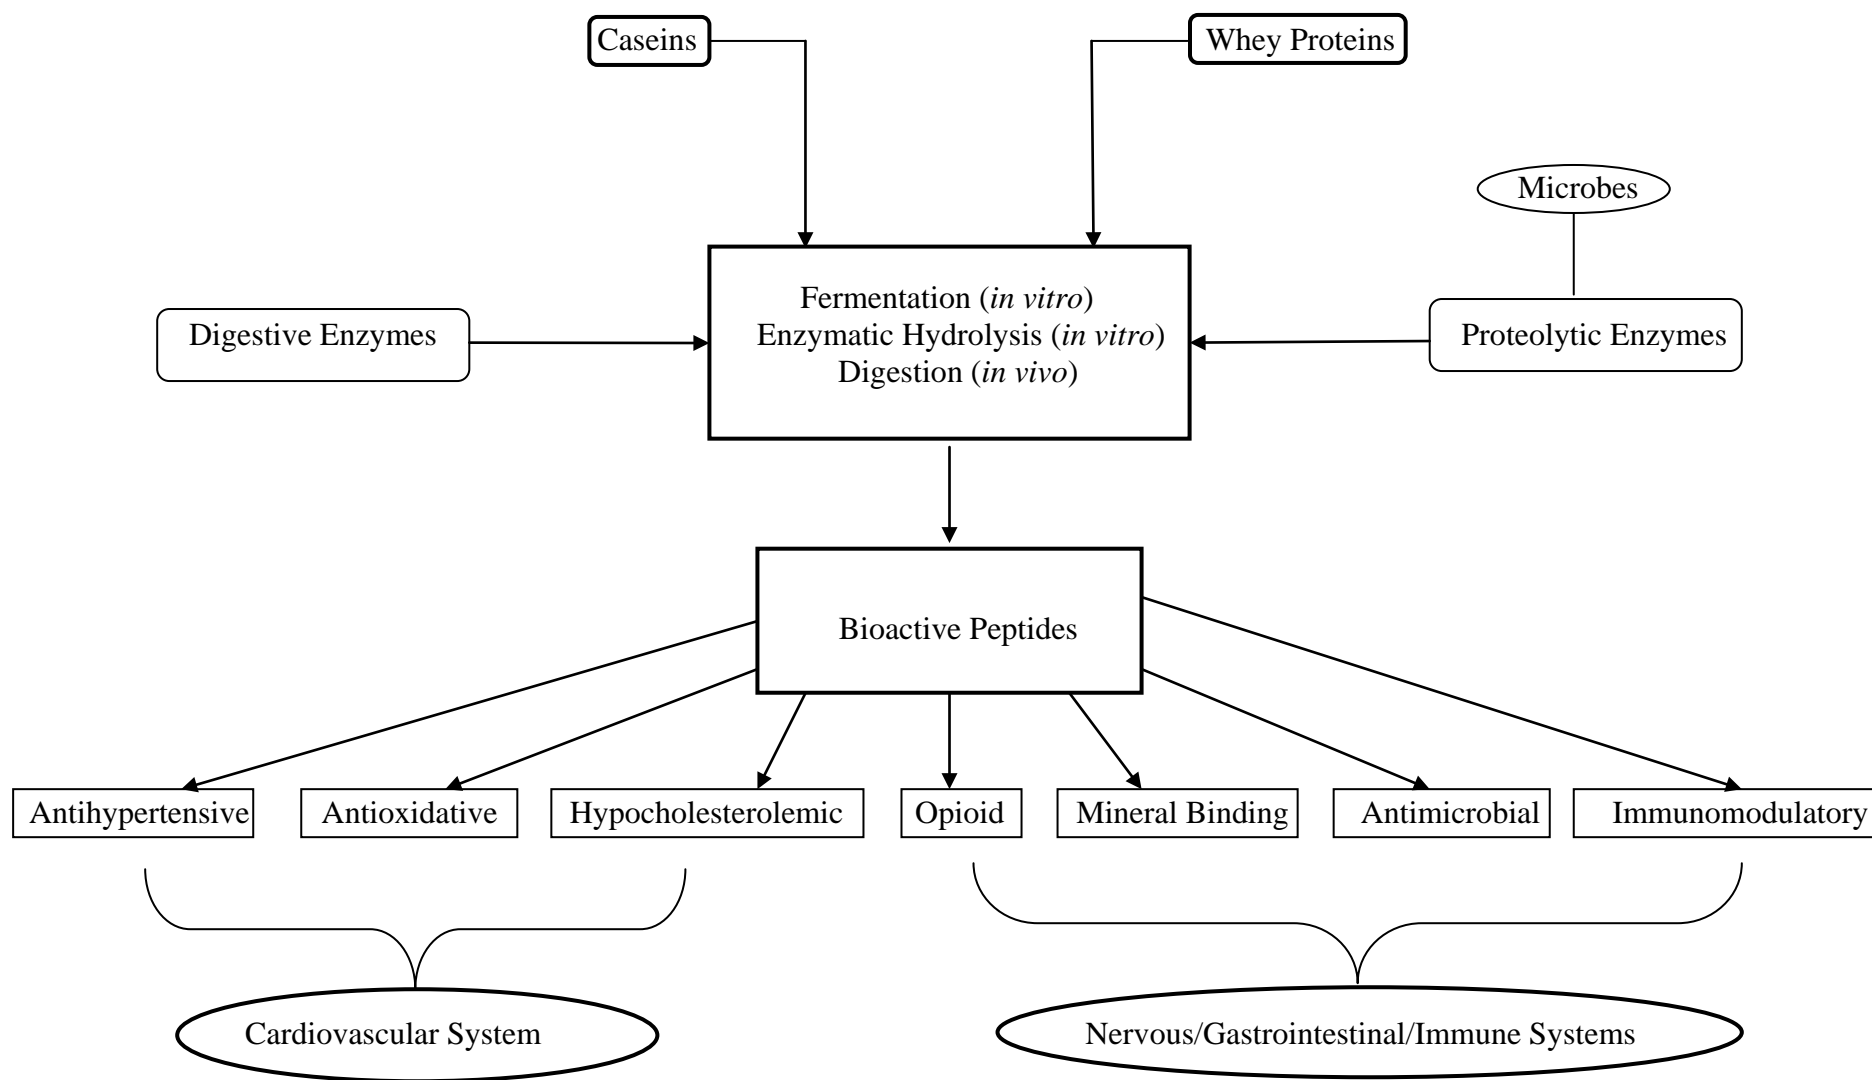 Caseins
Whey Proteins
Microbes
Fermentation (in vitro)
Enzymatic Hydrolysis (in vitro)
Digestion (in vivo)
Digestive Enzymes
Proteolytic Enzymes
Bioactive Peptides
Antihypertensive
Antioxidative
Hypocholesterolemic
Opioid
Mineral Binding
Antimicrobial
Immunomodulatory
Cardiovascular System
Nervous/Gastrointestinal/Immune Systems